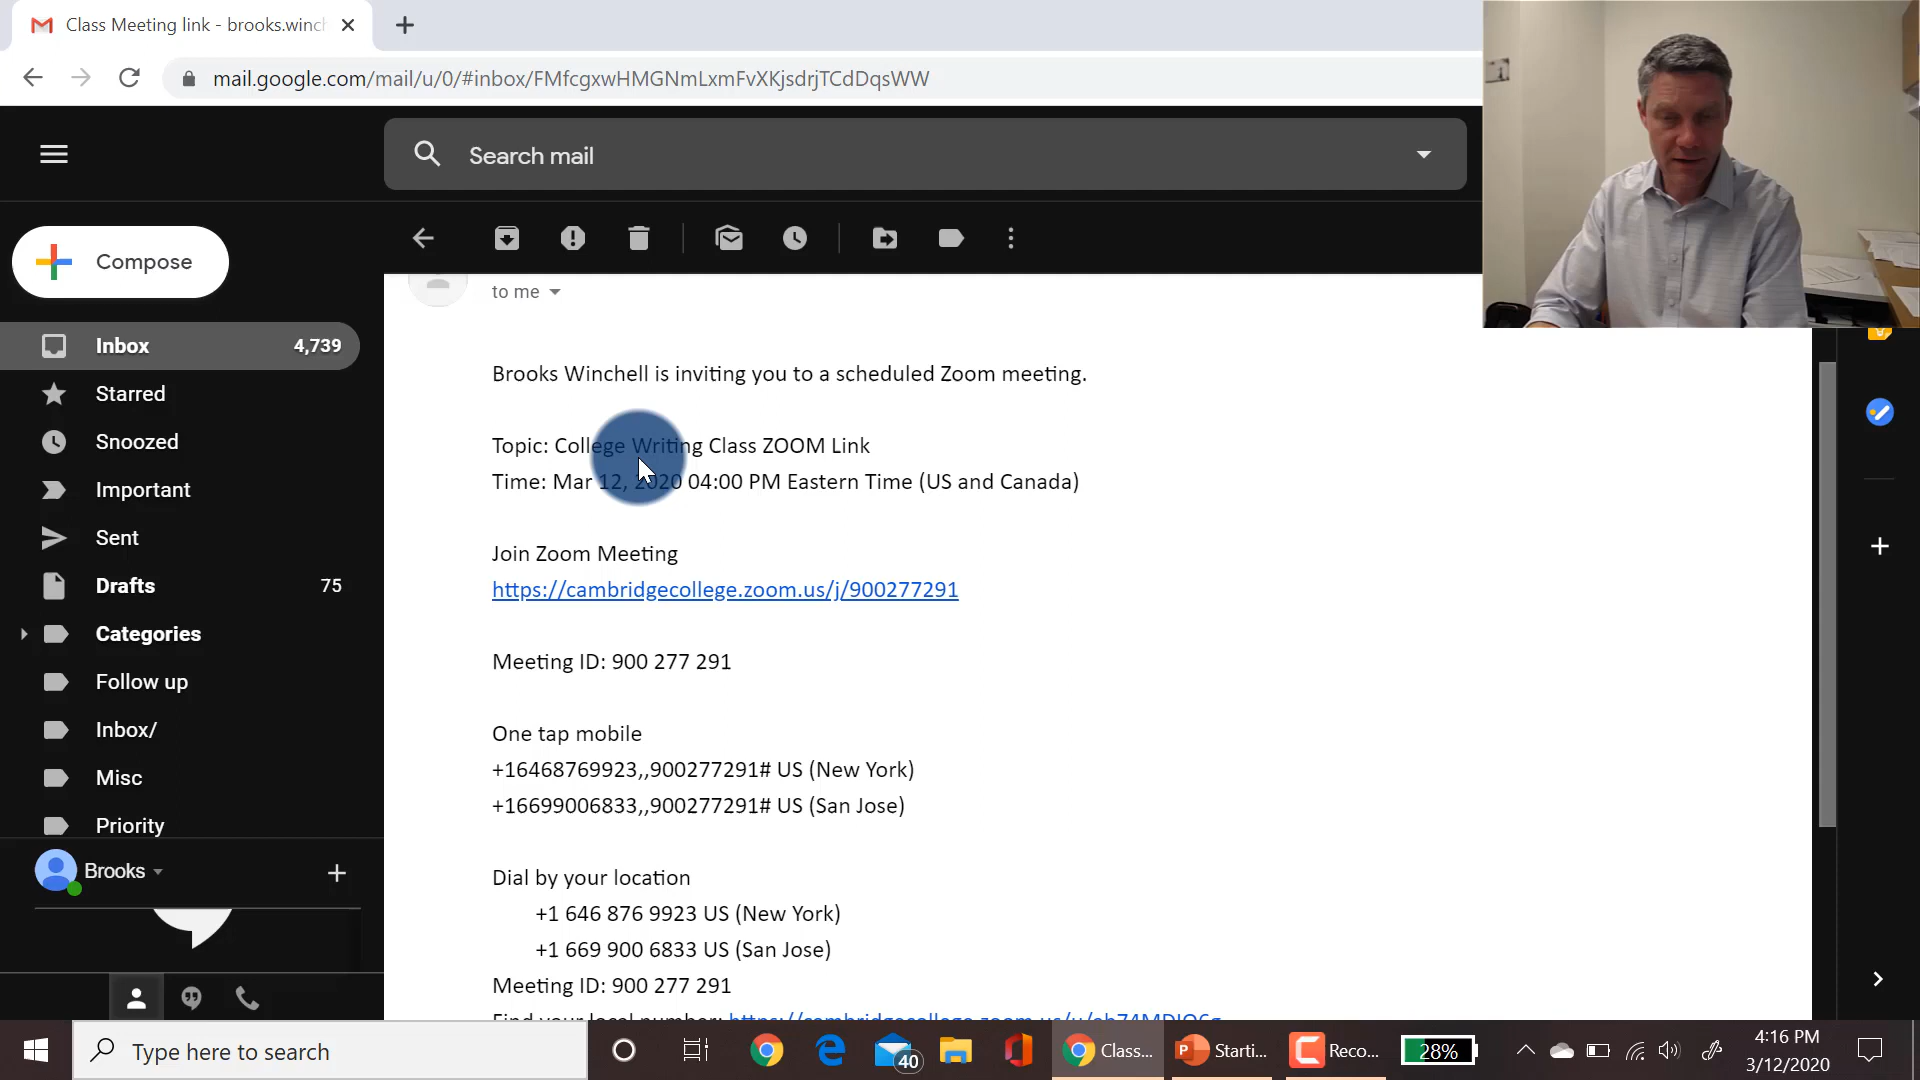 Class Meeting link - brooks.winch
mail.google.com/mail/u/0/#inbox/FMfcgxwHMGNmLxmFvXKjsdrjTCdDqsWW
Search mail
Compose
Inbox 4,739
Starred
Snoozed
Important
Sent
Drafts 75
Categories
Follow up
Inbox/
Misc
Priority
Brooks
to me
Brooks Winchell is inviting you to a scheduled Zoom meeting.
Topic: College Writing Class ZOOM Link
Time: Mar 12, 2020 04:00 PM Eastern Time (US and Canada)
Join Zoom Meeting
https://cambridgecollege.zoom.us/j/900277291
Meeting ID: 900 277 291
One tap mobile
+16468769923,,900277291# US (New York)
+16699006833,,900277291# US (San Jose)
Dial by your location
+1 646 876 9923 US (New York)
+1 669 900 6833 US (San Jose)
Meeting ID: 900 277 291
Find your local number:
Type here to search
40
Class...
Starti...
Reco...
28%
4:16 PM
3/12/2020